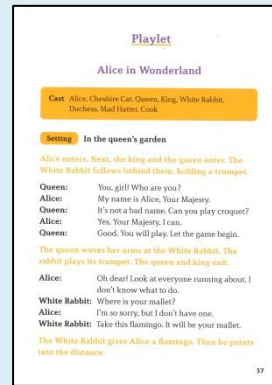 Playlet
Alice in Wonderland
Cast Alice, Cheshire Cat, Queen, King, White Rabbit,
Duchess, Mad Hatter, Cook
Setting In the queen's garden
Alice enters. Next, the king and the queen enter. The
White Rabbit follows behind them, holding a trumpet.
Queen: You, girl! Who are you?
Alice: My name is Alice, Your Majesty.
Queen: It's not a bad name. Can you play croquet?
Alice: Yes, Your Majesty, I can.
Queen: Good. You will play. Let the game begin.
The queen waves her arms at the White Rabbit. The
rabbit plays its trumpet. The queen and king exit.
Alice: Oh dear! Look at everyone running about. I
don't know what to do.
White Rabbit: Where is your mallet?
Alice: I'm so sorry, but I don't have one.
White Rabbit: Take this flamingo. It will be your mallet.
The White Rabbit gives Alice a flamingo. Then he points
into the distance.
37